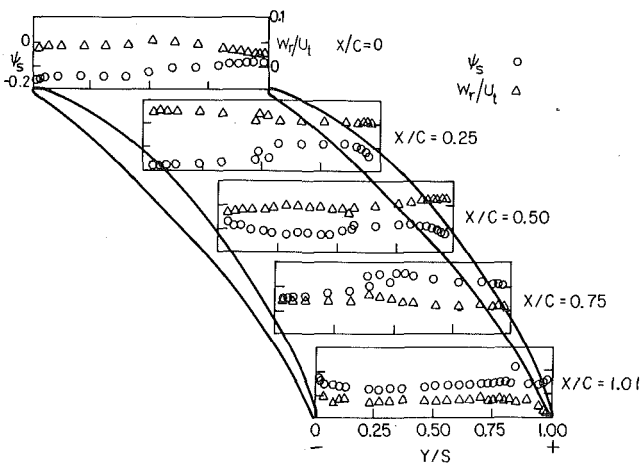 0.1
0
ψs
-0.2
Wr/Ut X/C=0
0
ψs ○
Wr/Ut △
X/C = 0.25
X/C = 0.50
X/C = 0.75
X/C = 1.01
0 0.25 0.50 0.75 1.00
- Y/S +